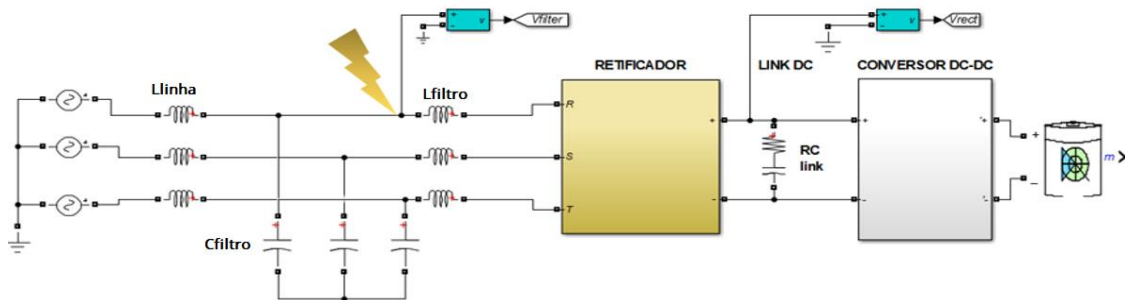 Vfilter
Vrect
RETIFICADOR
LINK DC
CONVERSOR DC-DC
Llinha
Lfiltro
R
S
T
RC
link
Cfiltro
+
-
v
+
-
v
+
-
+
-
+
-
+
–
m